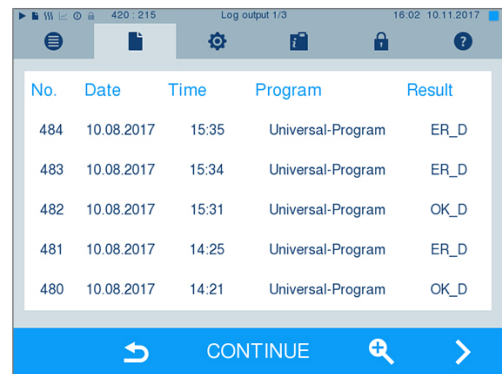 420 : 215 Log output 1/3 16:02 10.11.2017
No. Date Time Program Result
484 10.08.2017 15:35 Universal-Program ER_D
483 10.08.2017 15:34 Universal-Program ER_D
482 10.08.2017 15:31 Universal-Program OK_D
481 10.08.2017 14:25 Universal-Program ER_D
480 10.08.2017 14:21 Universal-Program OK_D
CONTINUE